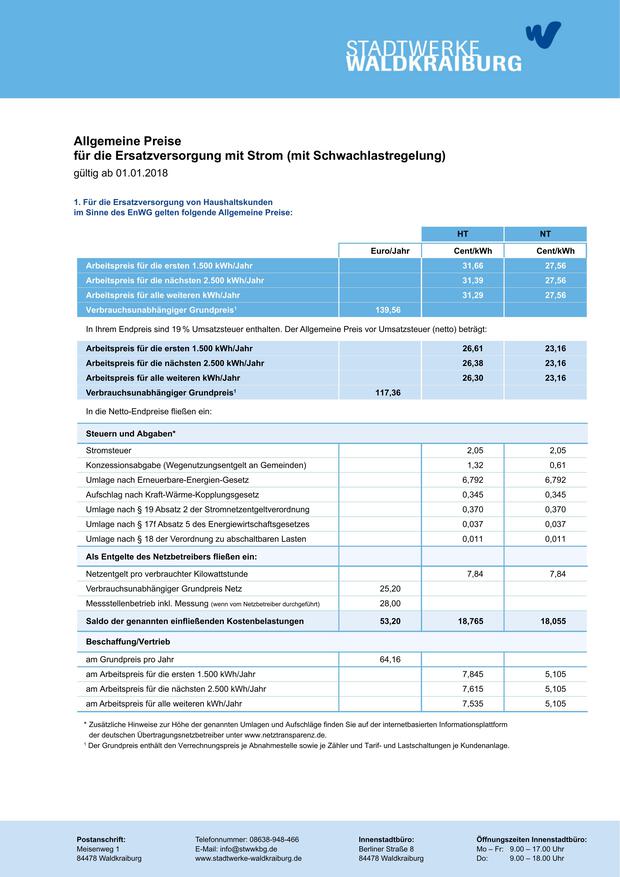 STADTWERKE
WALDKRAIBURG
Allgemeine Preise
für die Ersatzversorgung mit Strom (mit Schwachlastregelung)
gültig ab 01.01.2018
1. Für die Ersatzversorgung von Haushaltskunden
im Sinne des EnWG gelten folgende Allgemeine Preise:
HT NT
Euro/Jahr Cent/kWh Cent/kWh
Arbeitspreis für die ersten 1.500 kWh/Jahr 31,66 27,56
Arbeitspreis für die nächsten 2.500 kWh/Jahr 31,39 27,56
Arbeitspreis für alle weiteren kWh/Jahr 31,29 27,56
Verbrauchsunabhängiger Grundpreis¹ 139,56
In Ihrem Endpreis sind 19 % Umsatzsteuer enthalten. Der Allgemeine Preis vor Umsatzsteuer (netto) beträgt:
Arbeitspreis für die ersten 1.500 kWh/Jahr 26,61 23,16
Arbeitspreis für die nächsten 2.500 kWh/Jahr 26,38 23,16
Arbeitspreis für alle weiteren kWh/Jahr 26,30 23,16
Verbrauchsunabhängiger Grundpreis¹ 117,36
In die Netto-Endpreise fließen ein:
Steuern und Abgaben*
Stromsteuer 2,05 2,05
Konzessionsabgabe (Wegenutzungsentgelt an Gemeinden) 1,32 0,61
Umlage nach Erneuerbare-Energien-Gesetz 6,792 6,792
Aufschlag nach Kraft-Wärme-Kopplungsgesetz 0,345 0,345
Umlage nach § 19 Absatz 2 der Stromnetzentgeltverordnung 0,370 0,370
Umlage nach § 17f Absatz 5 des Energiewirtschaftsgesetzes 0,037 0,037
Umlage nach § 18 der Verordnung zu abschaltbaren Lasten 0,011 0,011
Als Entgelte des Netzbetreibers fließen ein:
Netzentgelt pro verbrauchter Kilowattstunde 7,84 7,84
Verbrauchsunabhängiger Grundpreis Netz 25,20
Messstellenbetrieb inkl. Messung (wenn vom Netzbetreiber durchgeführt) 28,00
Saldo der genannten einfließenden Kostenbelastungen 53,20 18,765 18,055
Beschaffung/Vertrieb
am Grundpreis pro Jahr 64,16
am Arbeitspreis für die ersten 1.500 kWh/Jahr 7,845 5,105
am Arbeitspreis für die nächsten 2.500 kWh/Jahr 7,615 5,105
am Arbeitspreis für alle weiteren kWh/Jahr 7,535 5,105
* Zusätzliche Hinweise zur Höhe der genannten Umlagen und Aufschläge finden Sie auf der internetbasierten Informationsplattform
der deutschen Übertragungsnetzbetreiber unter www.netztransparenz.de.
¹ Der Grundpreis enthält den Verrechnungspreis je Abnahmestelle sowie je Zähler und Tarif- und Lastschaltungen je Kundenanlage.
Postanschrift:
Meisenweg 1
84478 Waldkraiburg
Telefonnummer: 08638-948-466
E-Mail: info@stwwkbg.de
www.stadtwerke-waldkraiburg.de
Innenstadtbüro:
Berliner Straße 8
84478 Waldkraiburg
Öffnungszeiten Innenstadtbüro:
Mo – Fr: 9.00 – 17.00 Uhr
Do: 9.00 – 18.00 Uhr